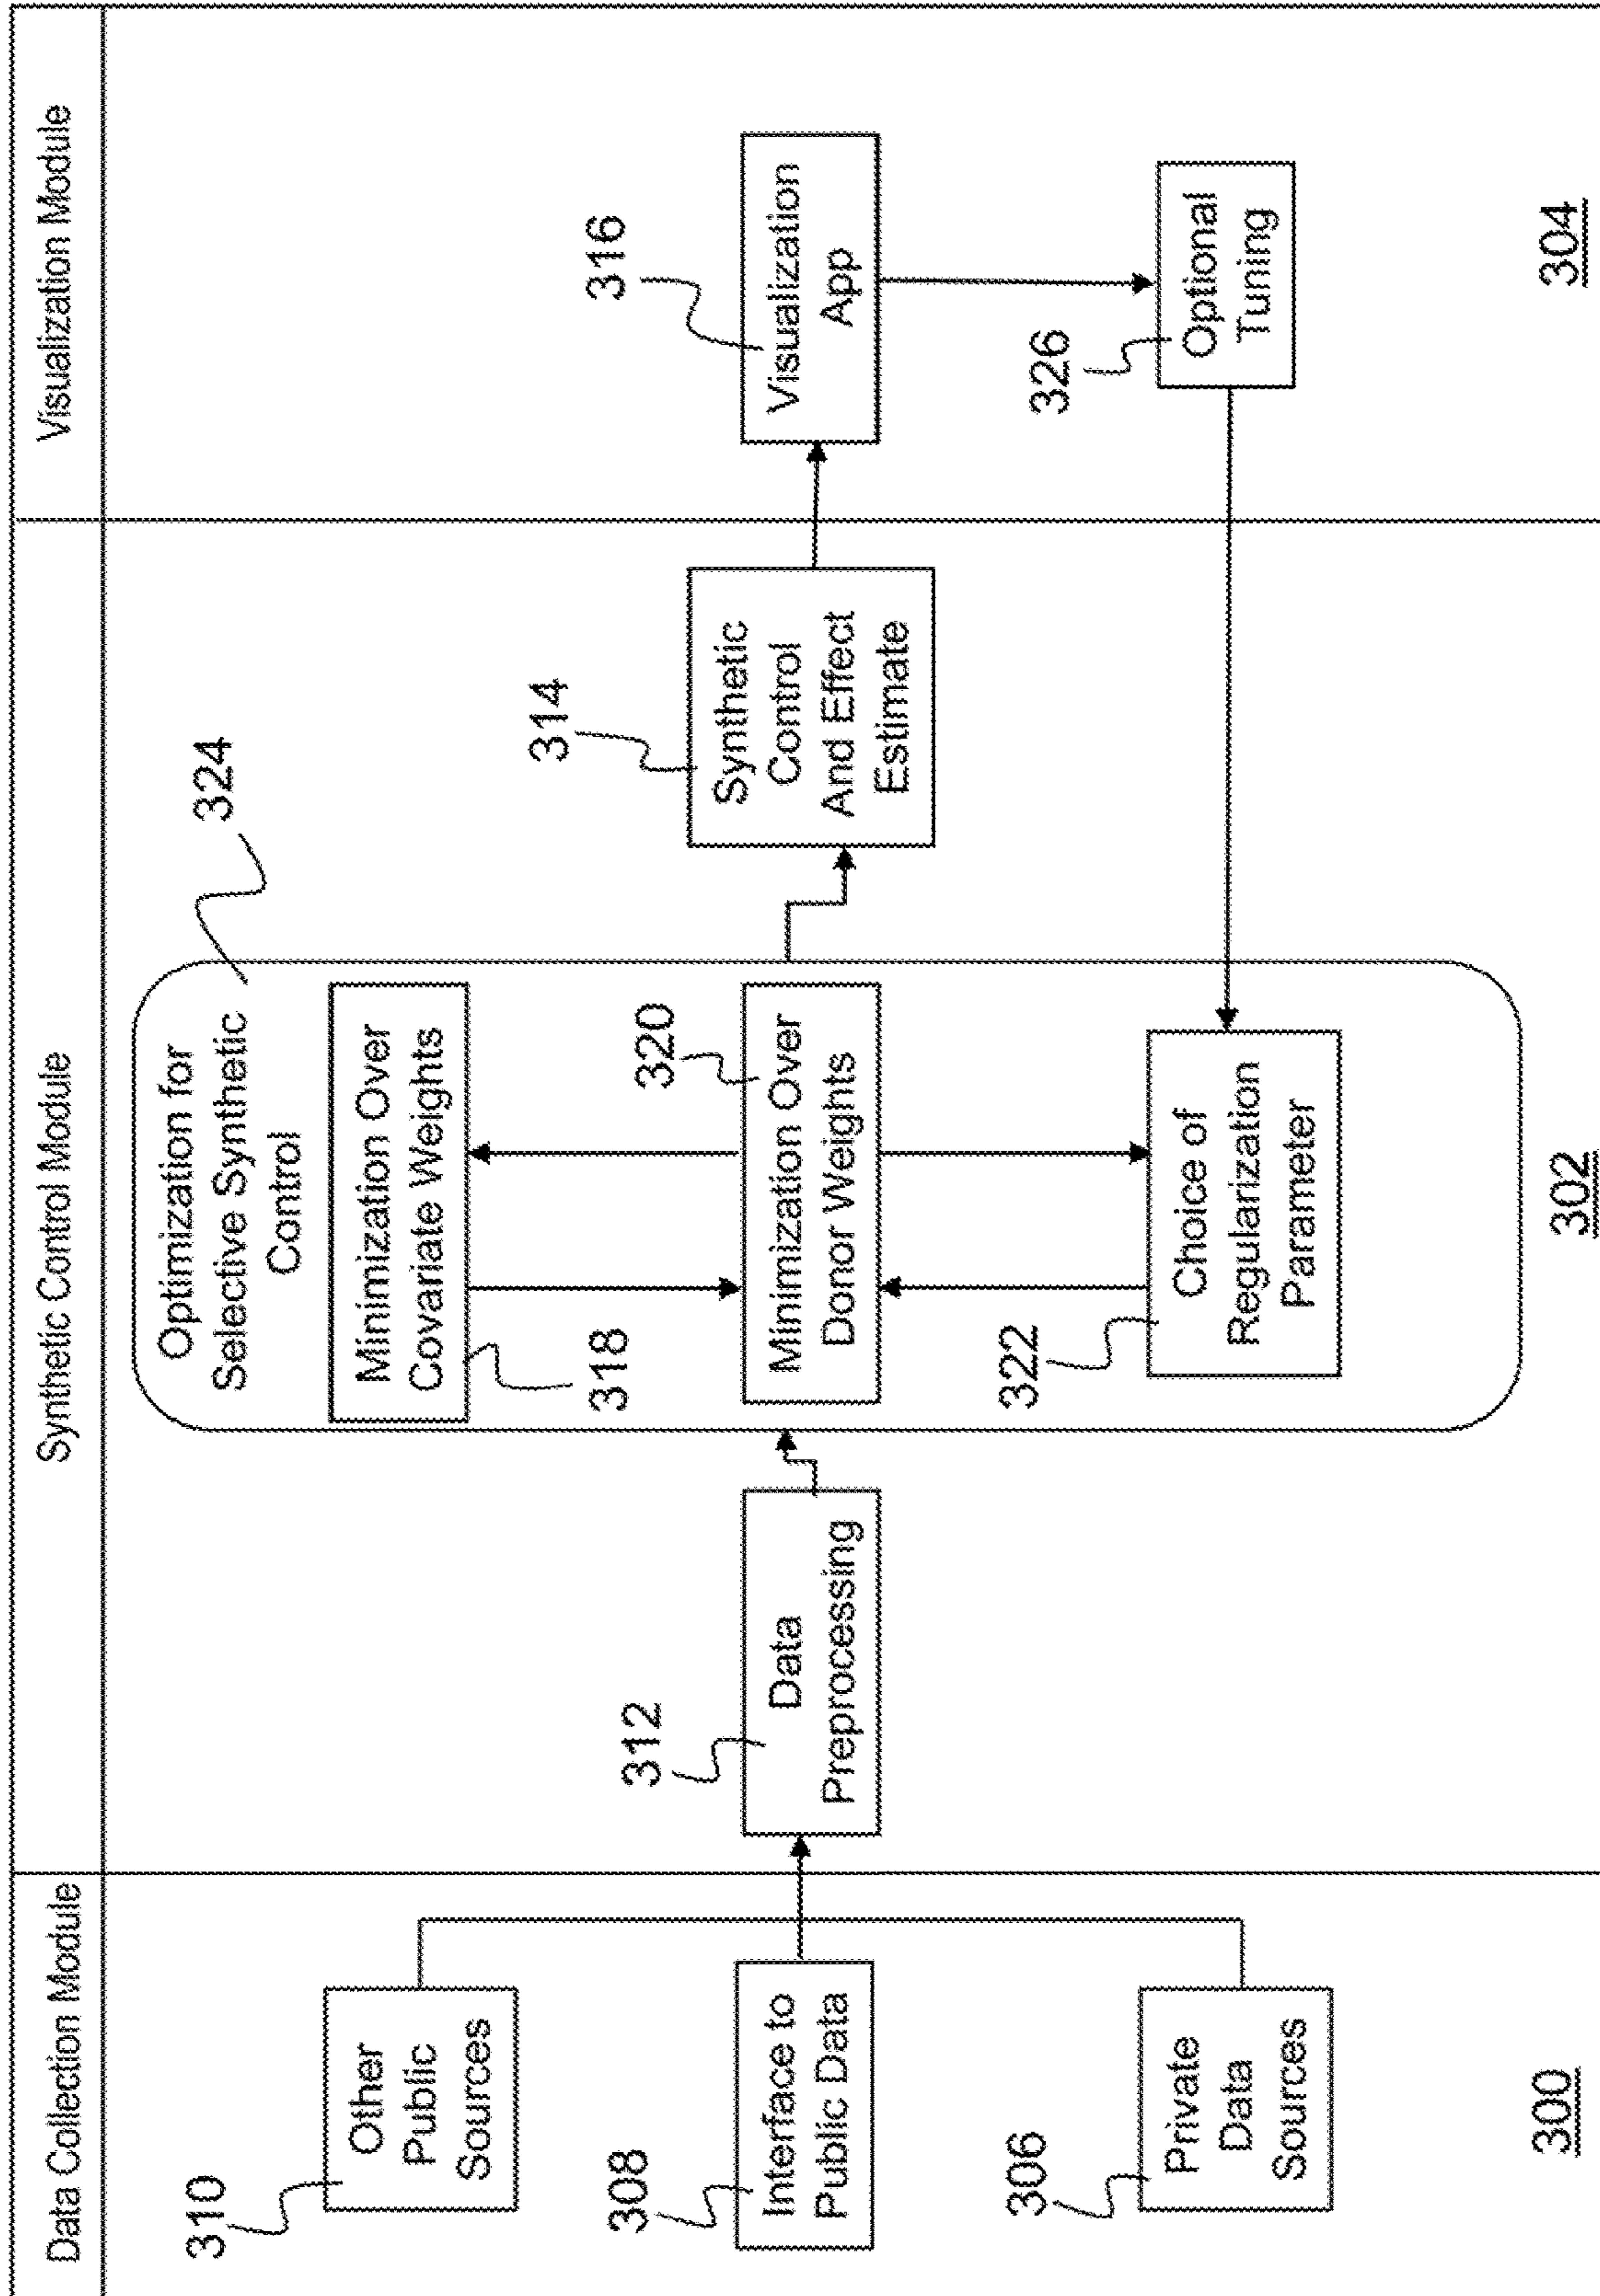 Data Collection Module
Synthetic Control Module
Visualization Module
310
Other
Public
Sources
308
Interface to
Public Data
306
Private
Data
Sources
300
312
Data
Preprocessing
324
Optimization for
Selective Synthetic
Control
Minimization Over
Covariate Weights
318
320
Minimization Over
Donor Weights
322
Choice of
Regularization
Parameter
302
314
Synthetic
Control
And Effect
Estimate
316
Visualization
App
326
Optional
Tuning
304